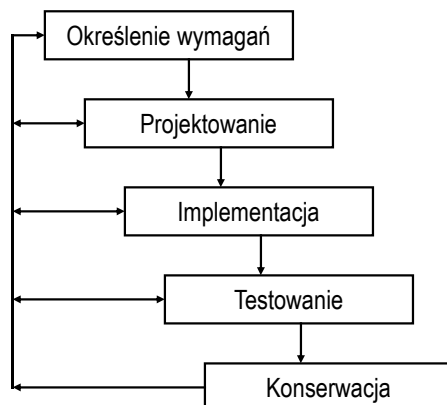 Określenie wymagań
Projektowanie
Implementacja
Testowanie
Konserwacja